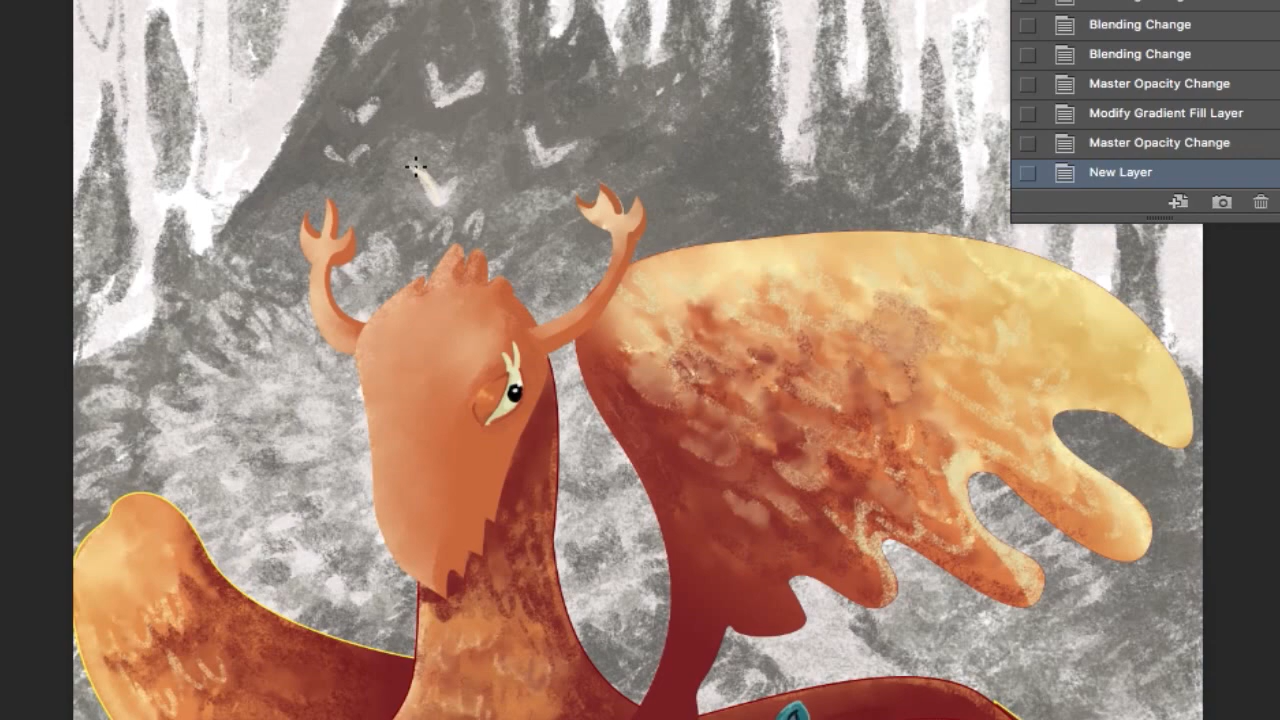 Blending Change
Blending Change
Master Opacity Change
Modify Gradient Fill Layer
Master Opacity Change
New Layer